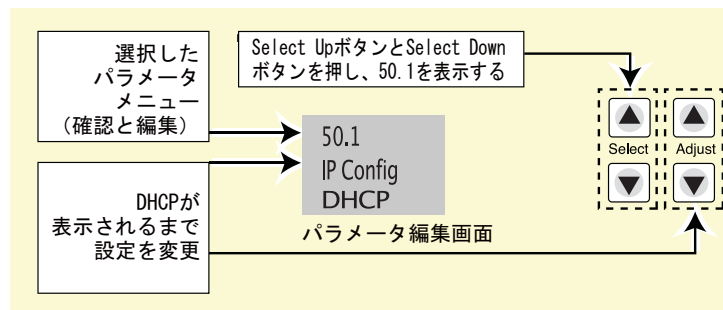 選択した
パラメータ
メニュー
（確認と編集）
Select UpボタンとSelect Down
ボタンを押し、50.1を表示する
50.1
IP Config
DHCP
パラメータ編集画面
Select
Adjust
DHCPが
表示されるまで
設定を変更